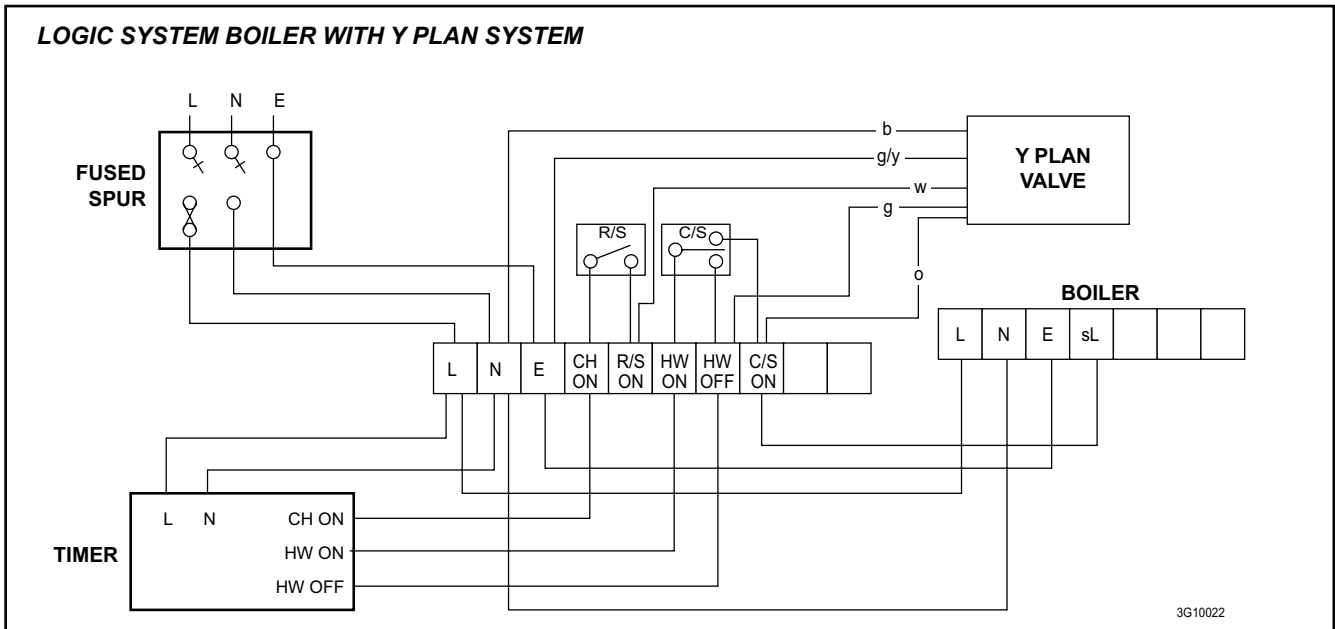 LOGIC SYSTEM BOILER WITH Y PLAN SYSTEM
L N E
FUSED
SPUR
b
g/y
w
g
o
Y PLAN
VALVE
R/S
C/S
BOILER
L N E sL
L N E CH ON R/S ON HW ON HW OFF C/S ON
L N CH ON
TIMER
HW ON
HW OFF
3G10022